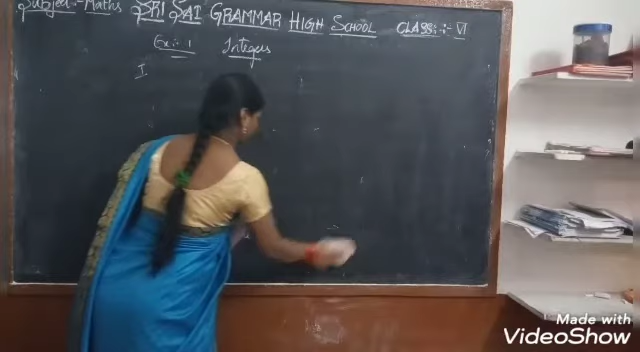 Subject:- Maths SRI SAI GRAMMAR HIGH SCHOOL CLASS:- VI
Ex:- 1 Integers
I
Made with
VideoShow